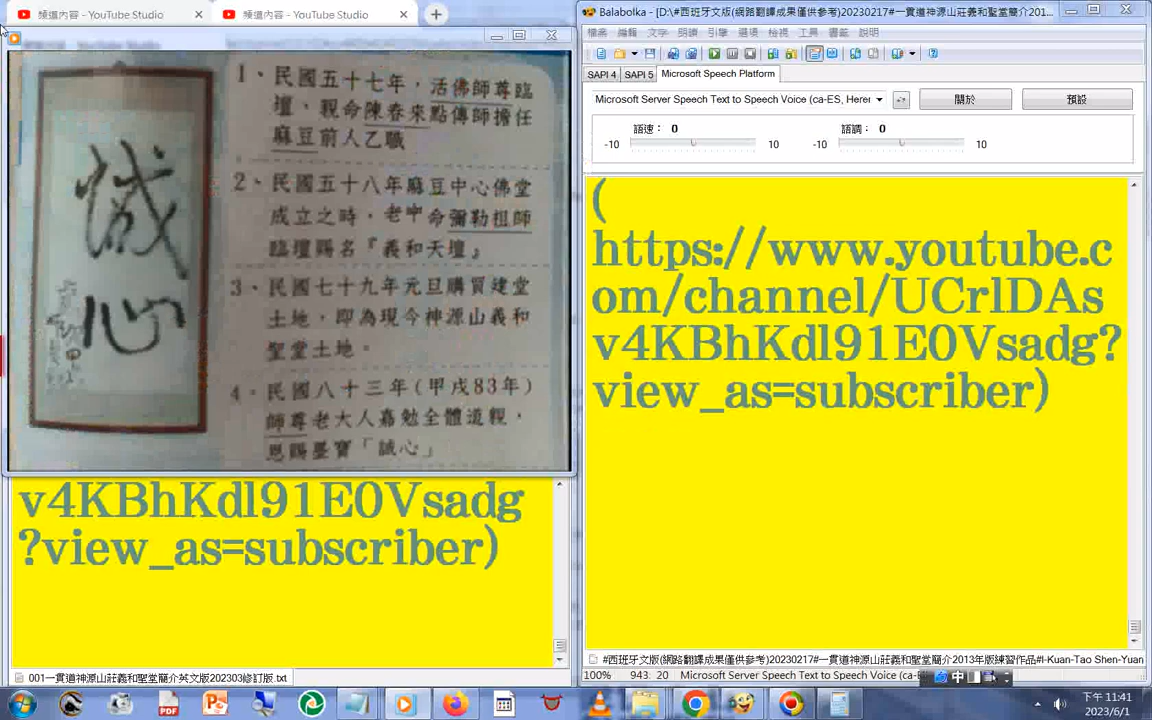 頻道內容 - YouTube Studio
頻道內容 - YouTube Studio
誠
心
1、民國五十七年，活佛師尊臨
壇、親命陳春來點傳師擔任
麻豆前人乙職
2、民國五十八年麻豆中心佛堂
成立之時，老𠂇命彌勒祖師
臨壇賜名『義和天壇』
3、民國七十九年元旦購買建堂
土地，即為現今神源山義和
聖堂土地。
4。民國八十三年(甲戌83年)
師尊老大人嘉勉全體道親，
恩賜墨寶「誠心」
v4KBhKdl91E0Vsadg
?view_as=subscriber)
001一貫道神源山莊義和聖堂簡介英文版202303修訂版.txt
Balabolka - [D:\#西班牙文版(網路翻譯成果僅供參考)20230217#一貫道神源山莊義和聖堂簡介201...
檔案 編輯 文字 朗讀 引擎 選項 檢視 工具 書籤 說明
SAPI 4 SAPI 5 Microsoft Speech Platform
Microsoft Server Speech Text to Speech Voice (ca-ES, Heren
關於
預設
語速： 0
語調： 0
-10 10 -10 10
(
https://www.youtube.c
om/channel/UCrlDAs
v4KBhKdl91E0Vsadg?
view_as=subscriber)
#西班牙文版(網路翻譯成果僅供參考)20230217#一貫道神源山莊義和聖堂簡介2013年版練習作品#I-Kuan-Tao Shen-Yuan
100% 943: 20 Microsoft Server Speech Text to Speech Voice (ca-E
中
下午 11:41
2023/6/1